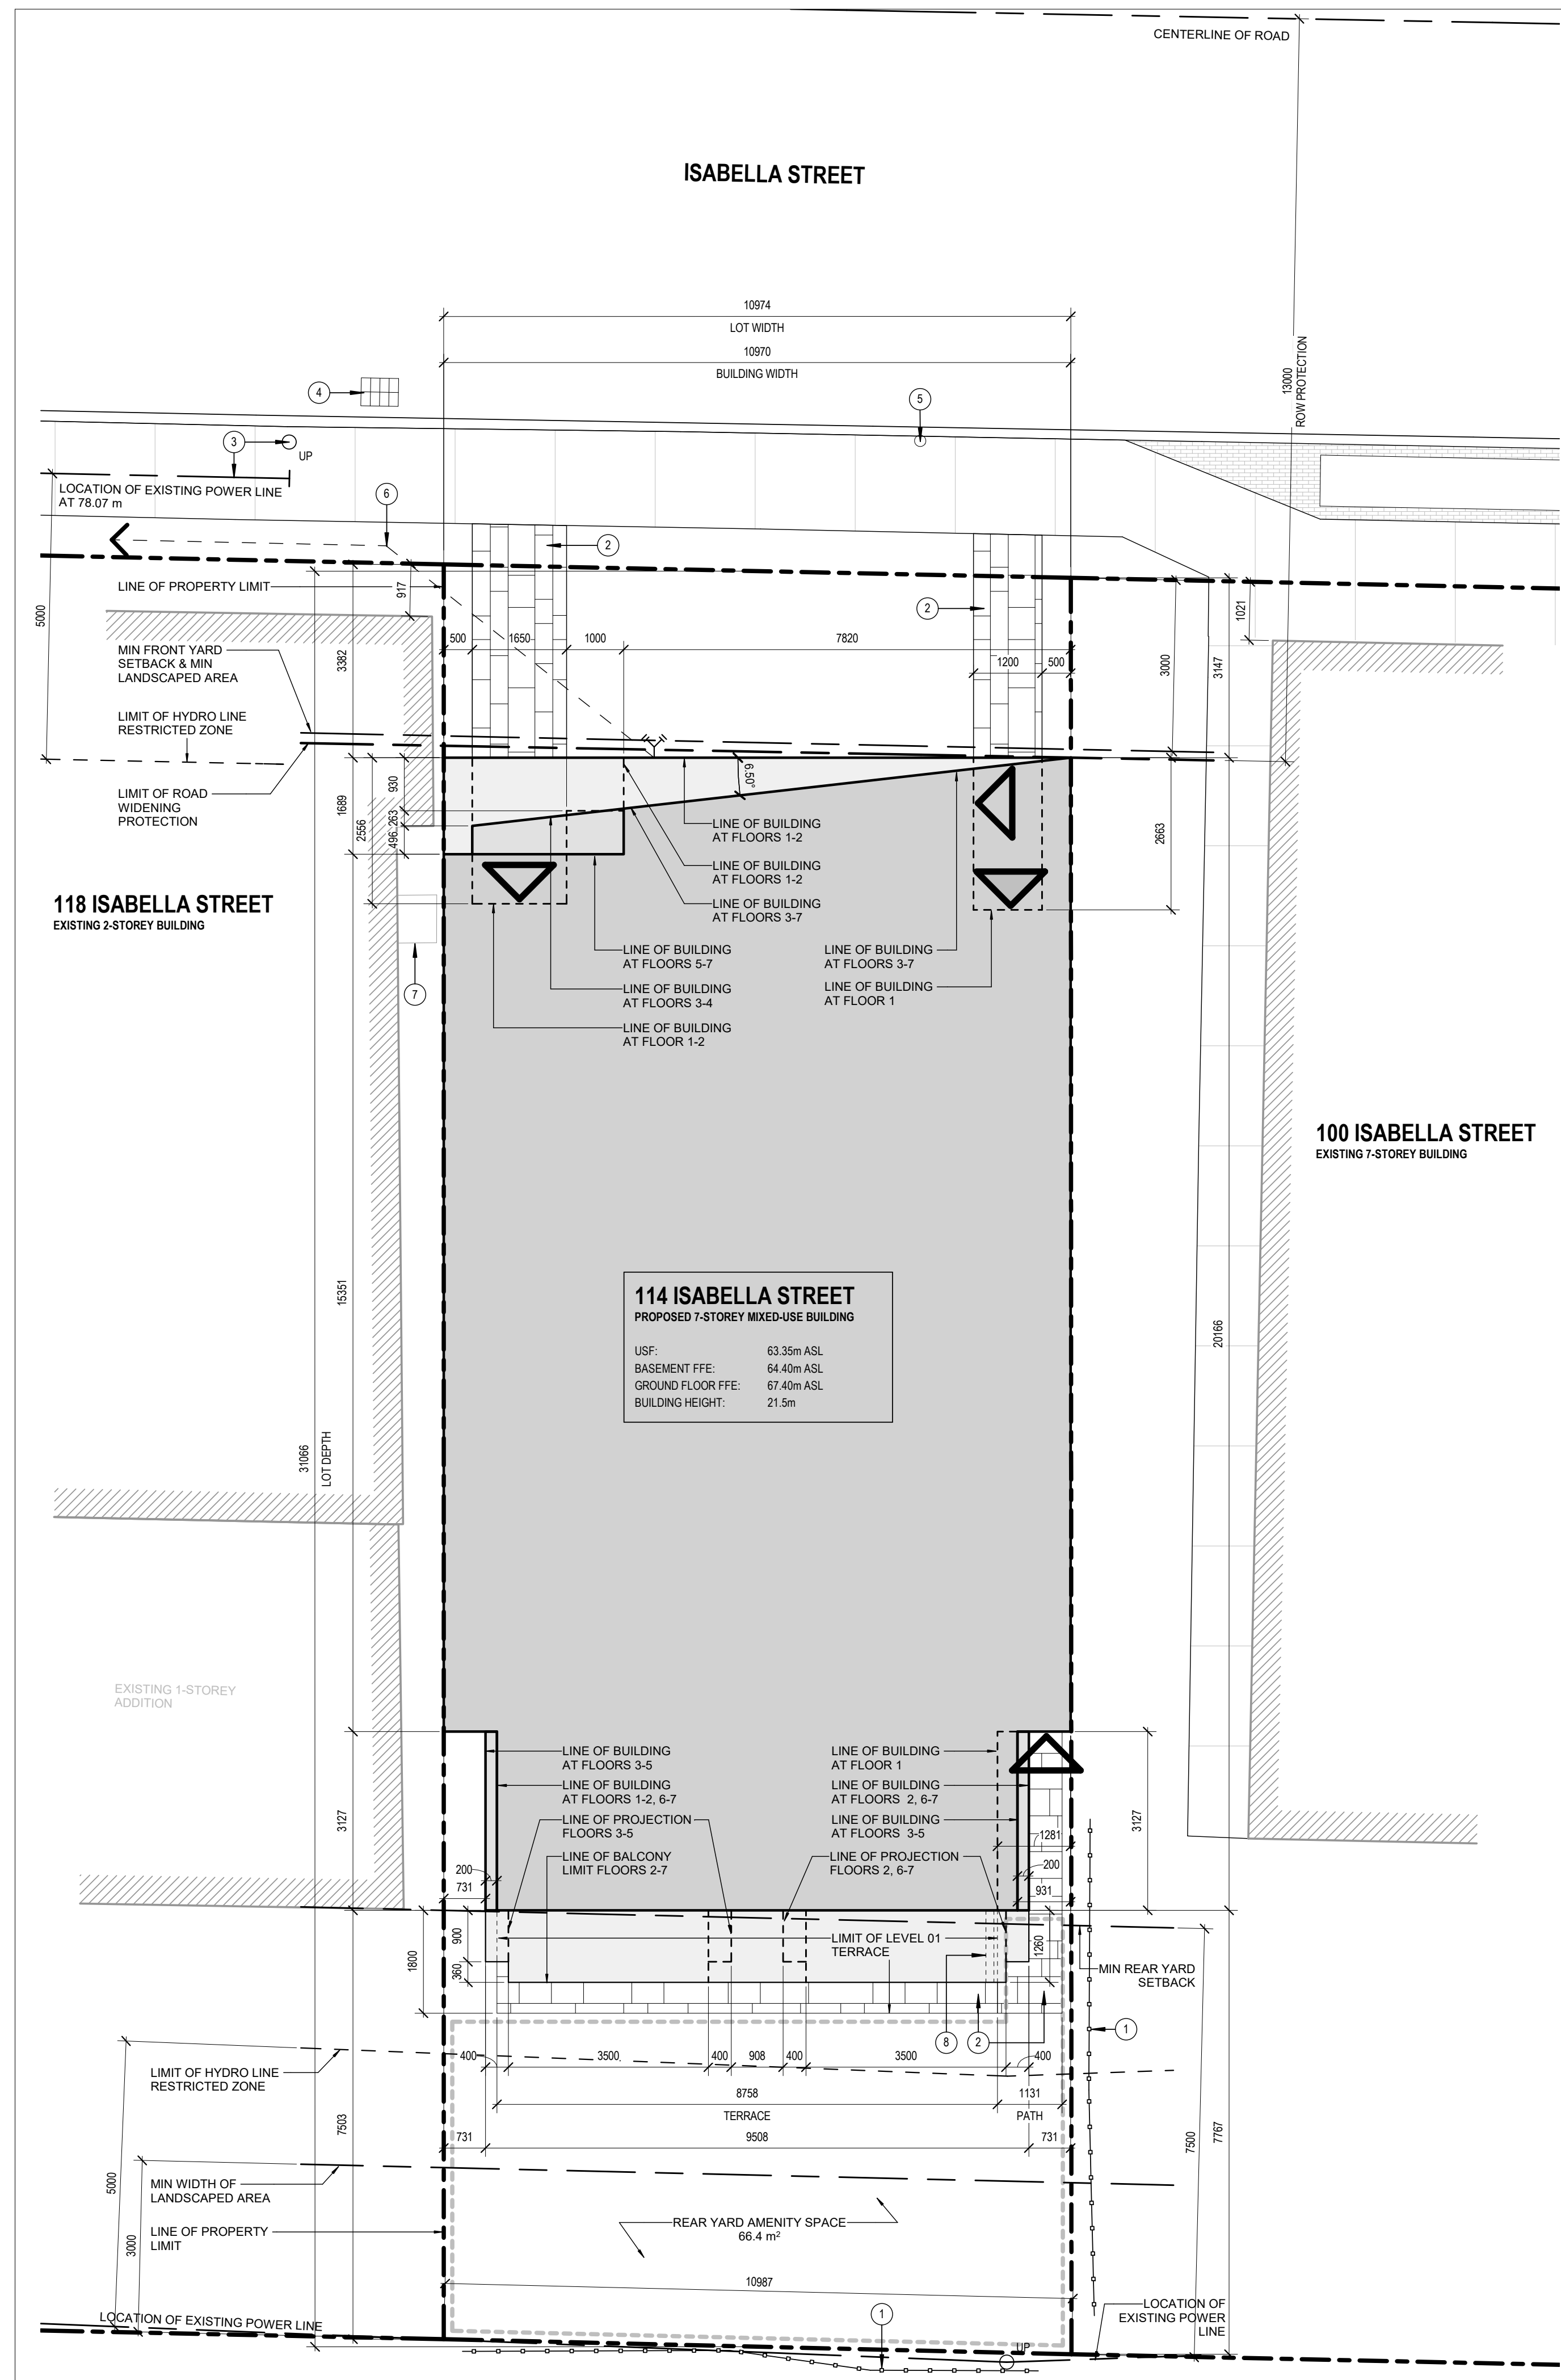 CENTERLINE OF ROAD
ISABELLA STREET
13000
ROW PROTECTION
10974
LOT WIDTH
10970
BUILDING WIDTH
4
5
3
UP
LOCATION OF EXISTING POWER LINE
AT 78.07 m
6
2
5000
LINE OF PROPERTY LIMIT
917
2
1021
3382
500
1650
1000
7820
1200
500
3000
3147
MIN FRONT YARD
SETBACK & MIN
LANDSCAPED AREA
LIMIT OF HYDRO LINE
RESTRICTED ZONE
LIMIT OF ROAD
WIDENING
PROTECTION
1689
2556
930
263
496
6.50°
2663
LINE OF BUILDING
AT FLOORS 1-2
LINE OF BUILDING
AT FLOORS 1-2
LINE OF BUILDING
AT FLOORS 3-7
118 ISABELLA STREET
EXISTING 2-STOREY BUILDING
LINE OF BUILDING
AT FLOORS 5-7
LINE OF BUILDING
AT FLOORS 3-7
LINE OF BUILDING
AT FLOORS 3-4
LINE OF BUILDING
AT FLOOR 1
7
LINE OF BUILDING
AT FLOOR 1-2
100 ISABELLA STREET
EXISTING 7-STOREY BUILDING
15351
114 ISABELLA STREET
PROPOSED 7-STOREY MIXED-USE BUILDING
USF: 63.35m ASL
BASEMENT FFE: 64.40m ASL
GROUND FLOOR FFE: 67.40m ASL
BUILDING HEIGHT: 21.5m
20166
31066
LOT DEPTH
EXISTING 1-STOREY
ADDITION
LINE OF BUILDING
AT FLOORS 3-5
LINE OF BUILDING
AT FLOOR 1
LINE OF BUILDING
AT FLOORS 1-2, 6-7
LINE OF BUILDING
AT FLOORS 2, 6-7
3127
LINE OF PROJECTION
FLOORS 3-5
LINE OF BUILDING
AT FLOORS 3-5
1281
3127
LINE OF BALCONY
LIMIT FLOORS 2-7
LINE OF PROJECTION
FLOORS 2, 6-7
200
731
200
931
900
360
1800
LIMIT OF LEVEL 01
TERRACE
1260
MIN REAR YARD
SETBACK
8
2
1
LIMIT OF HYDRO LINE
RESTRICTED ZONE
400
3500
400
908
400
3500
400
8758
TERRACE
1131
PATH
731
9508
731
7503
7500
7767
5000
3000
MIN WIDTH OF
LANDSCAPED AREA
LINE OF PROPERTY
LIMIT
REAR YARD AMENITY SPACE
66.4 m²
10987
LOCATION OF EXISTING POWER LINE
LOCATION OF
EXISTING POWER
LINE
1
UP